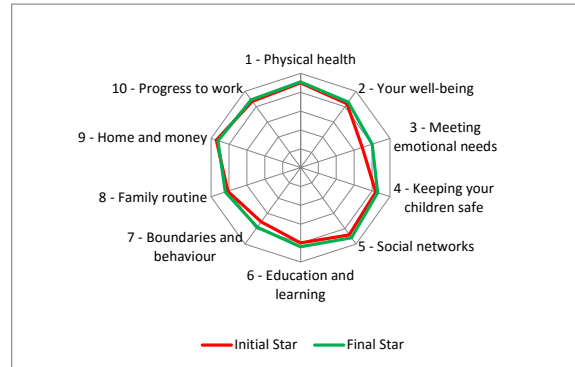 1 - Physical health
2 - Your well-being
3 - Meeting
emotional needs
4 - Keeping your
children safe
5 - Social networks
6 - Education and
learning
7 - Boundaries and
behaviour
8 - Family routine
9 - Home and money
10 - Progress to work
Initial Star
Final Star